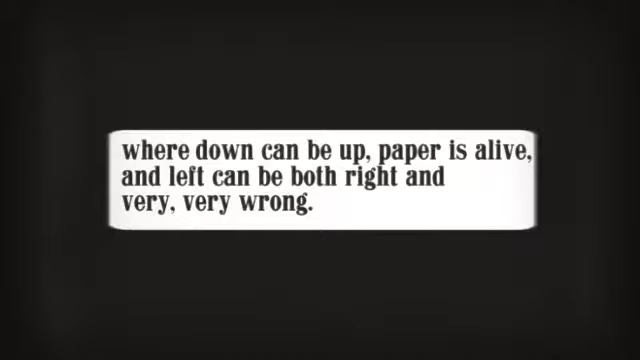 where down can be up, paper is alive,
and left can be both right and
very, very wrong.